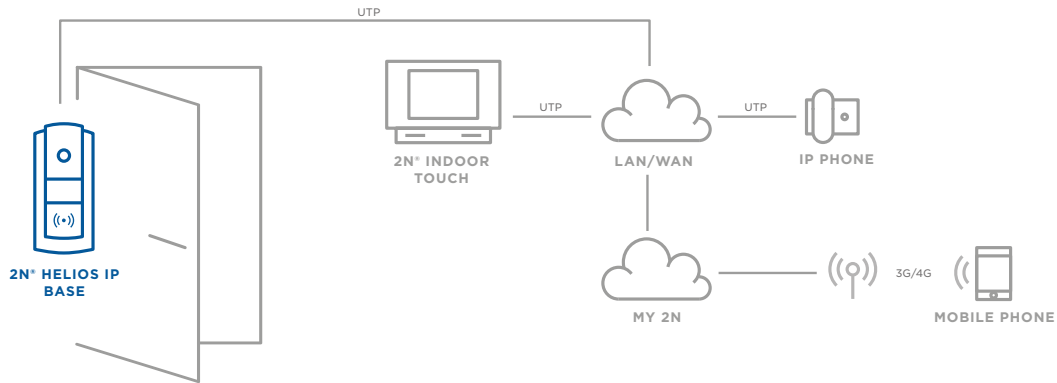 UTP
UTP
UTP
2N® INDOOR
TOUCH
LAN/WAN
IP PHONE
2N® HELIOS IP
BASE
3G/4G
MY 2N
MOBILE PHONE